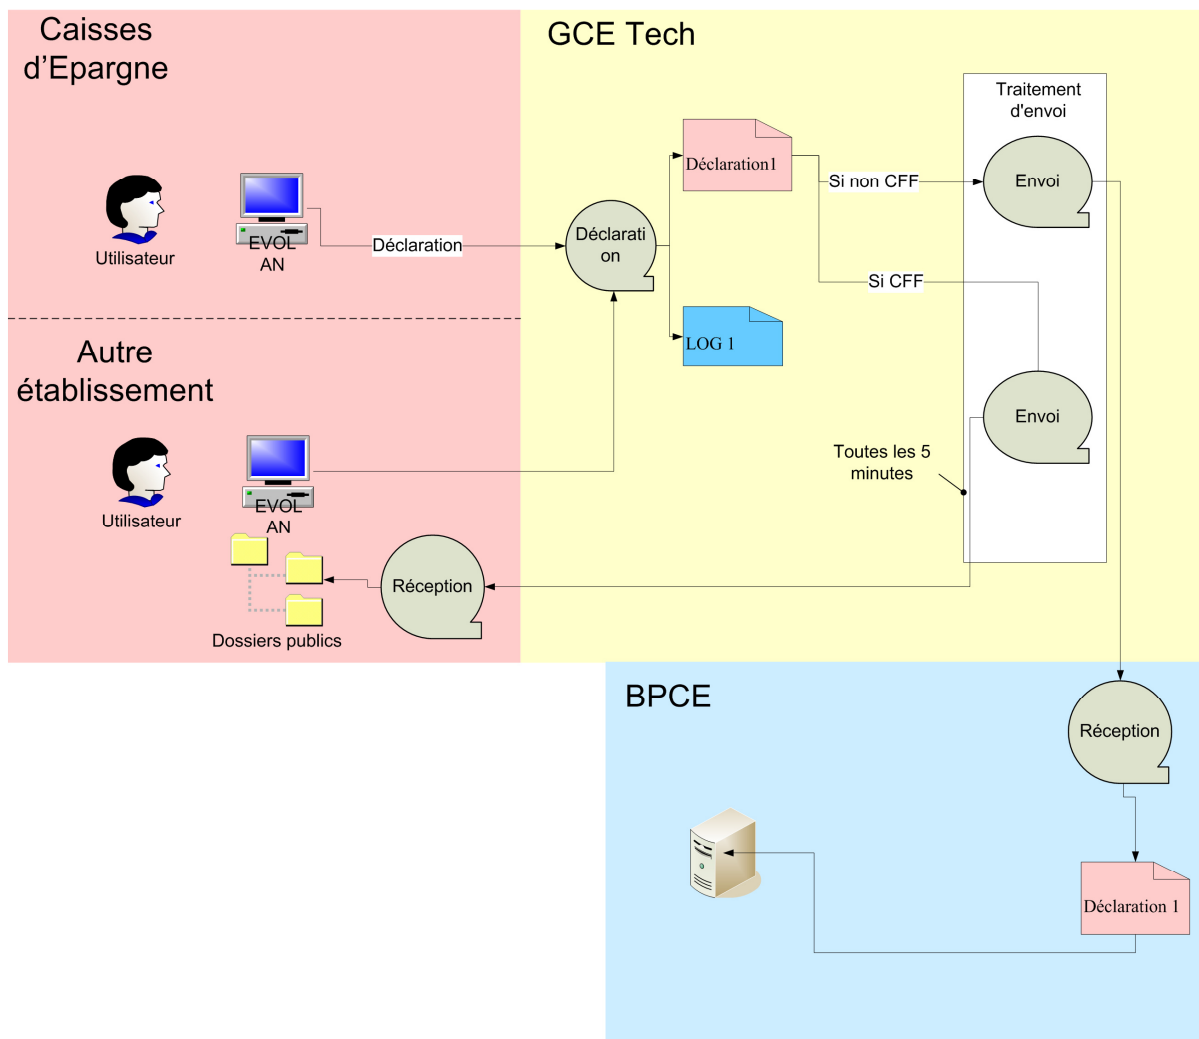 Caisses
d'Epargne
GCE Tech
Traitement
d'envoi
Déclaration1
Si non CFF
Envoi
Utilisateur
EVOL
AN
Déclaration
Déclarati
on
Si CFF
LOG 1
Autre
établissement
Envoi
Toutes les 5
minutes
Utilisateur
EVOL
AN
Réception
Dossiers publics
BPCE
Réception
Déclaration 1